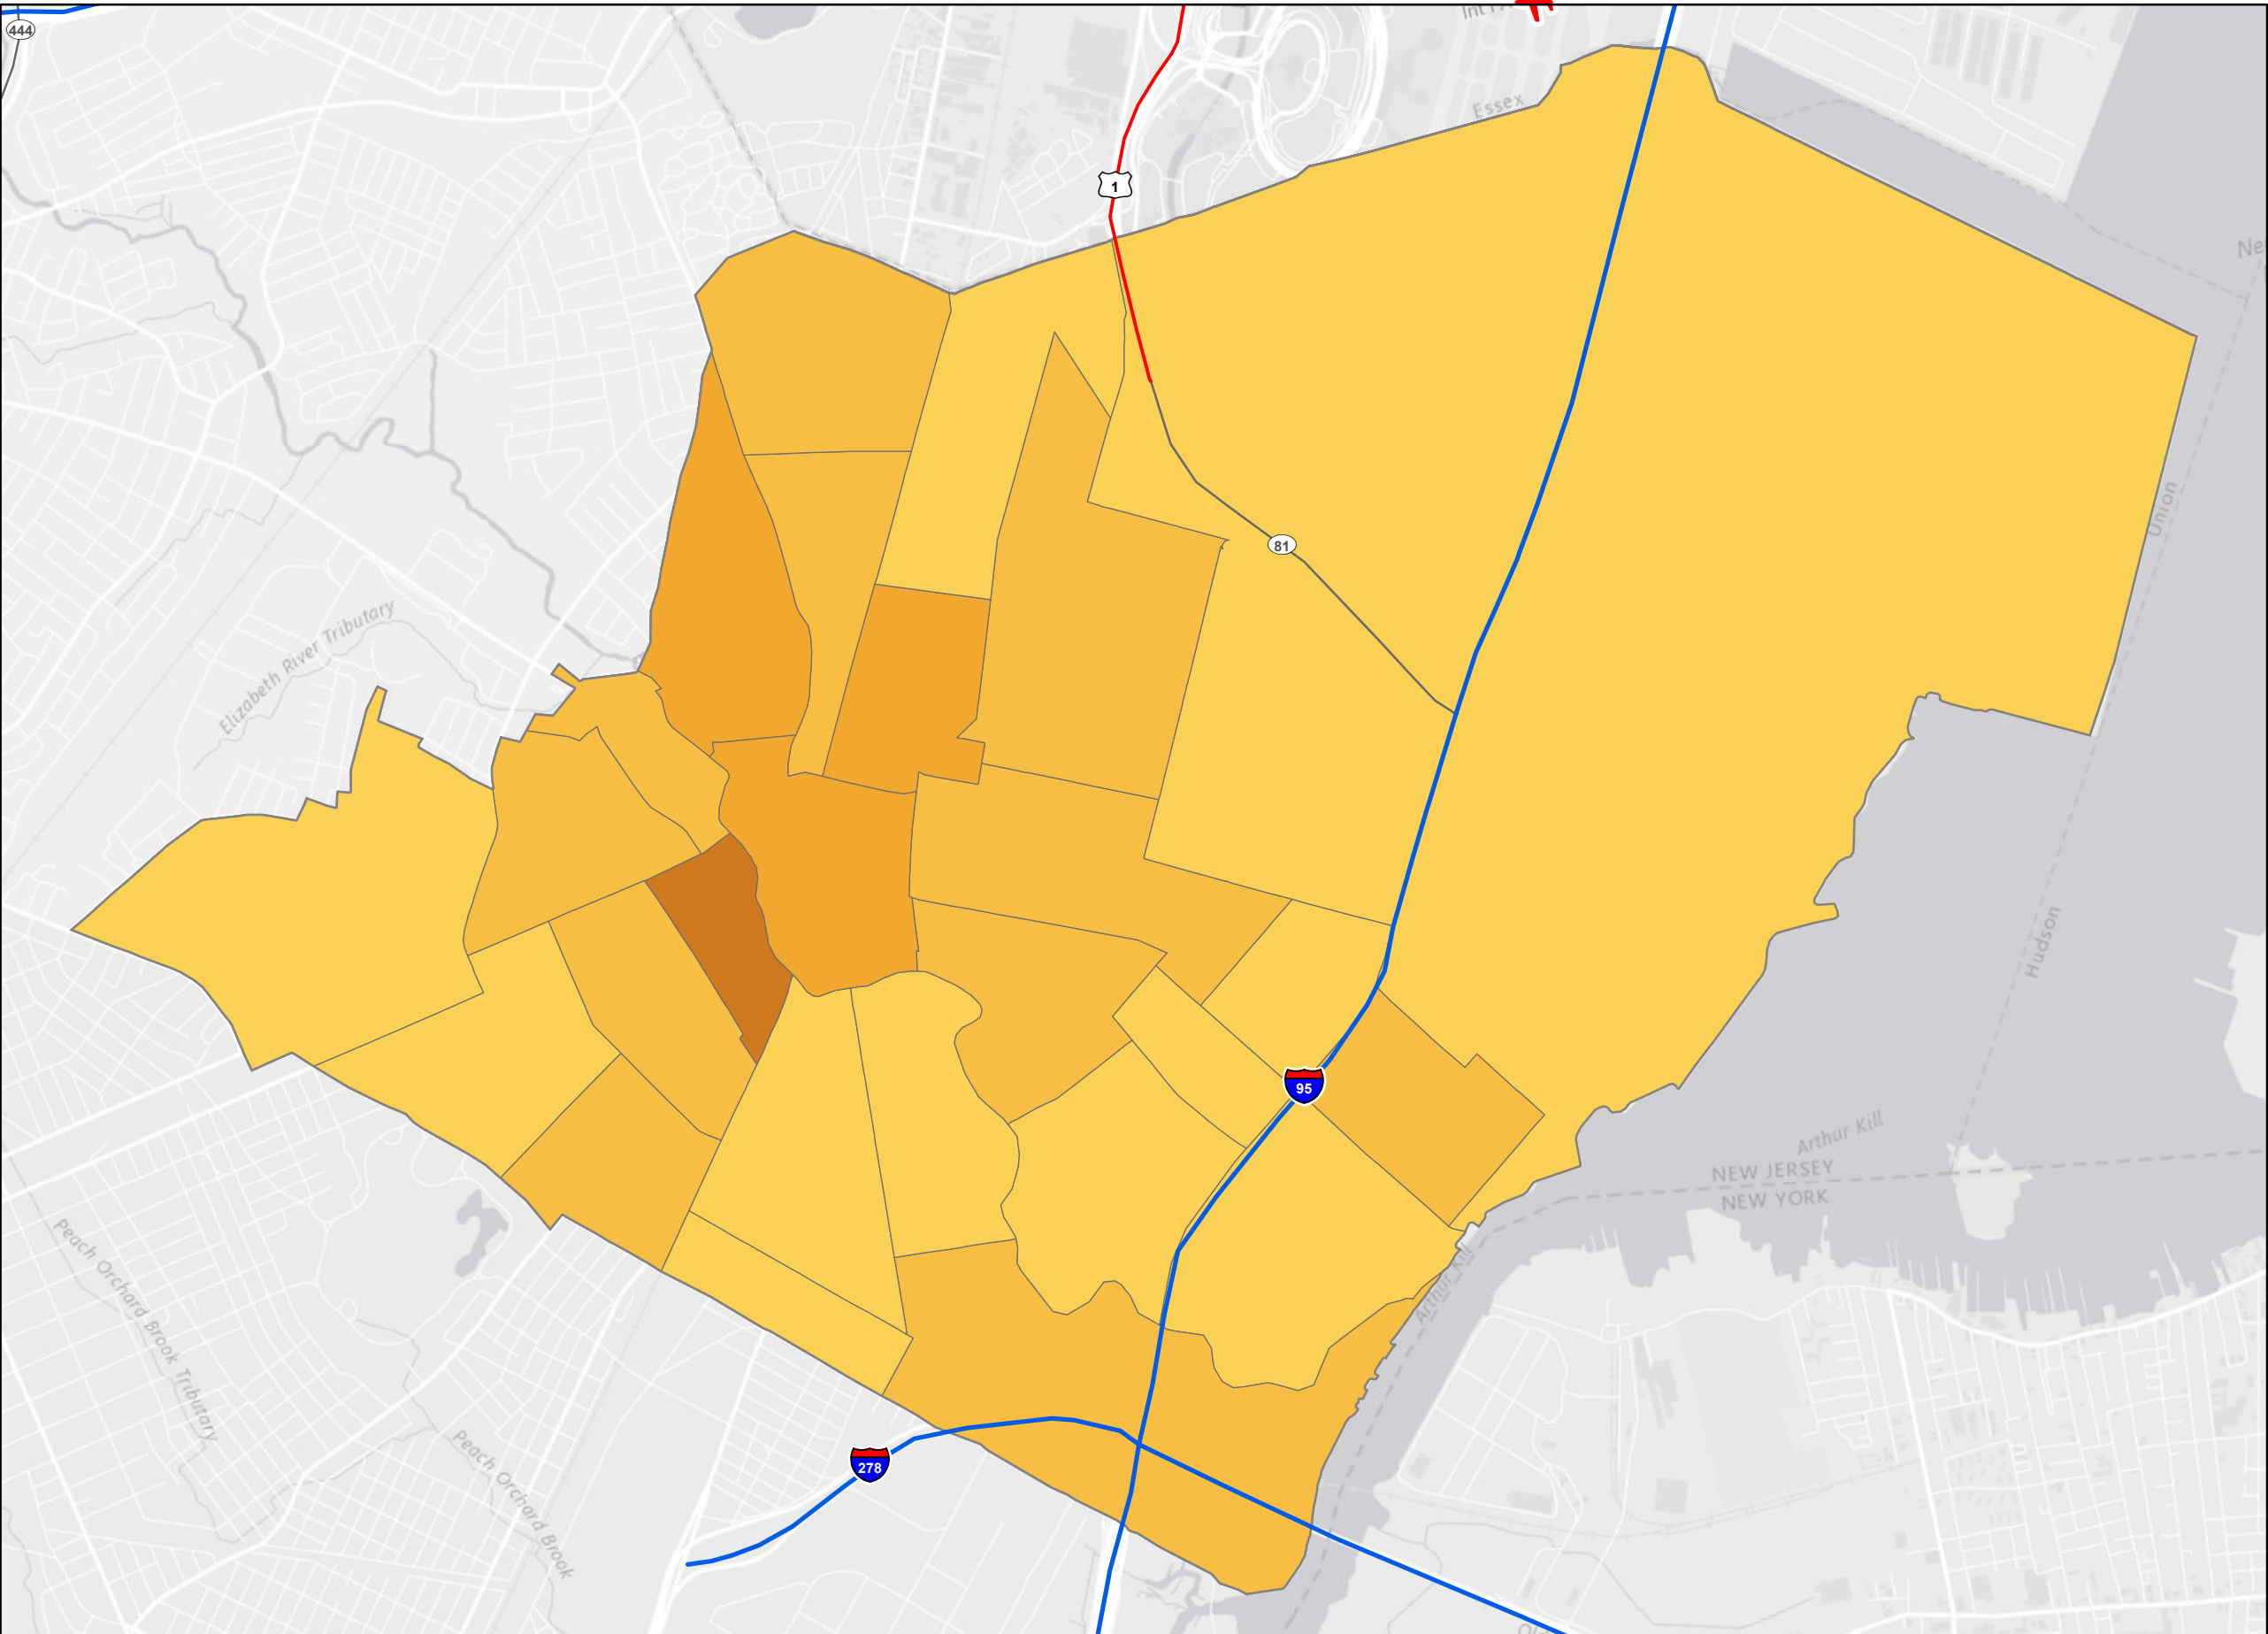 444
Int'l A
Essex
1
Ne
81
Union
Elizabeth River Tributary
Hudson
95
Arthur Kill
NEW JERSEY
NEW YORK
Arthur Kill
Peach Orchard Brook Tributary
Peach Orchard Brook
278
Ol